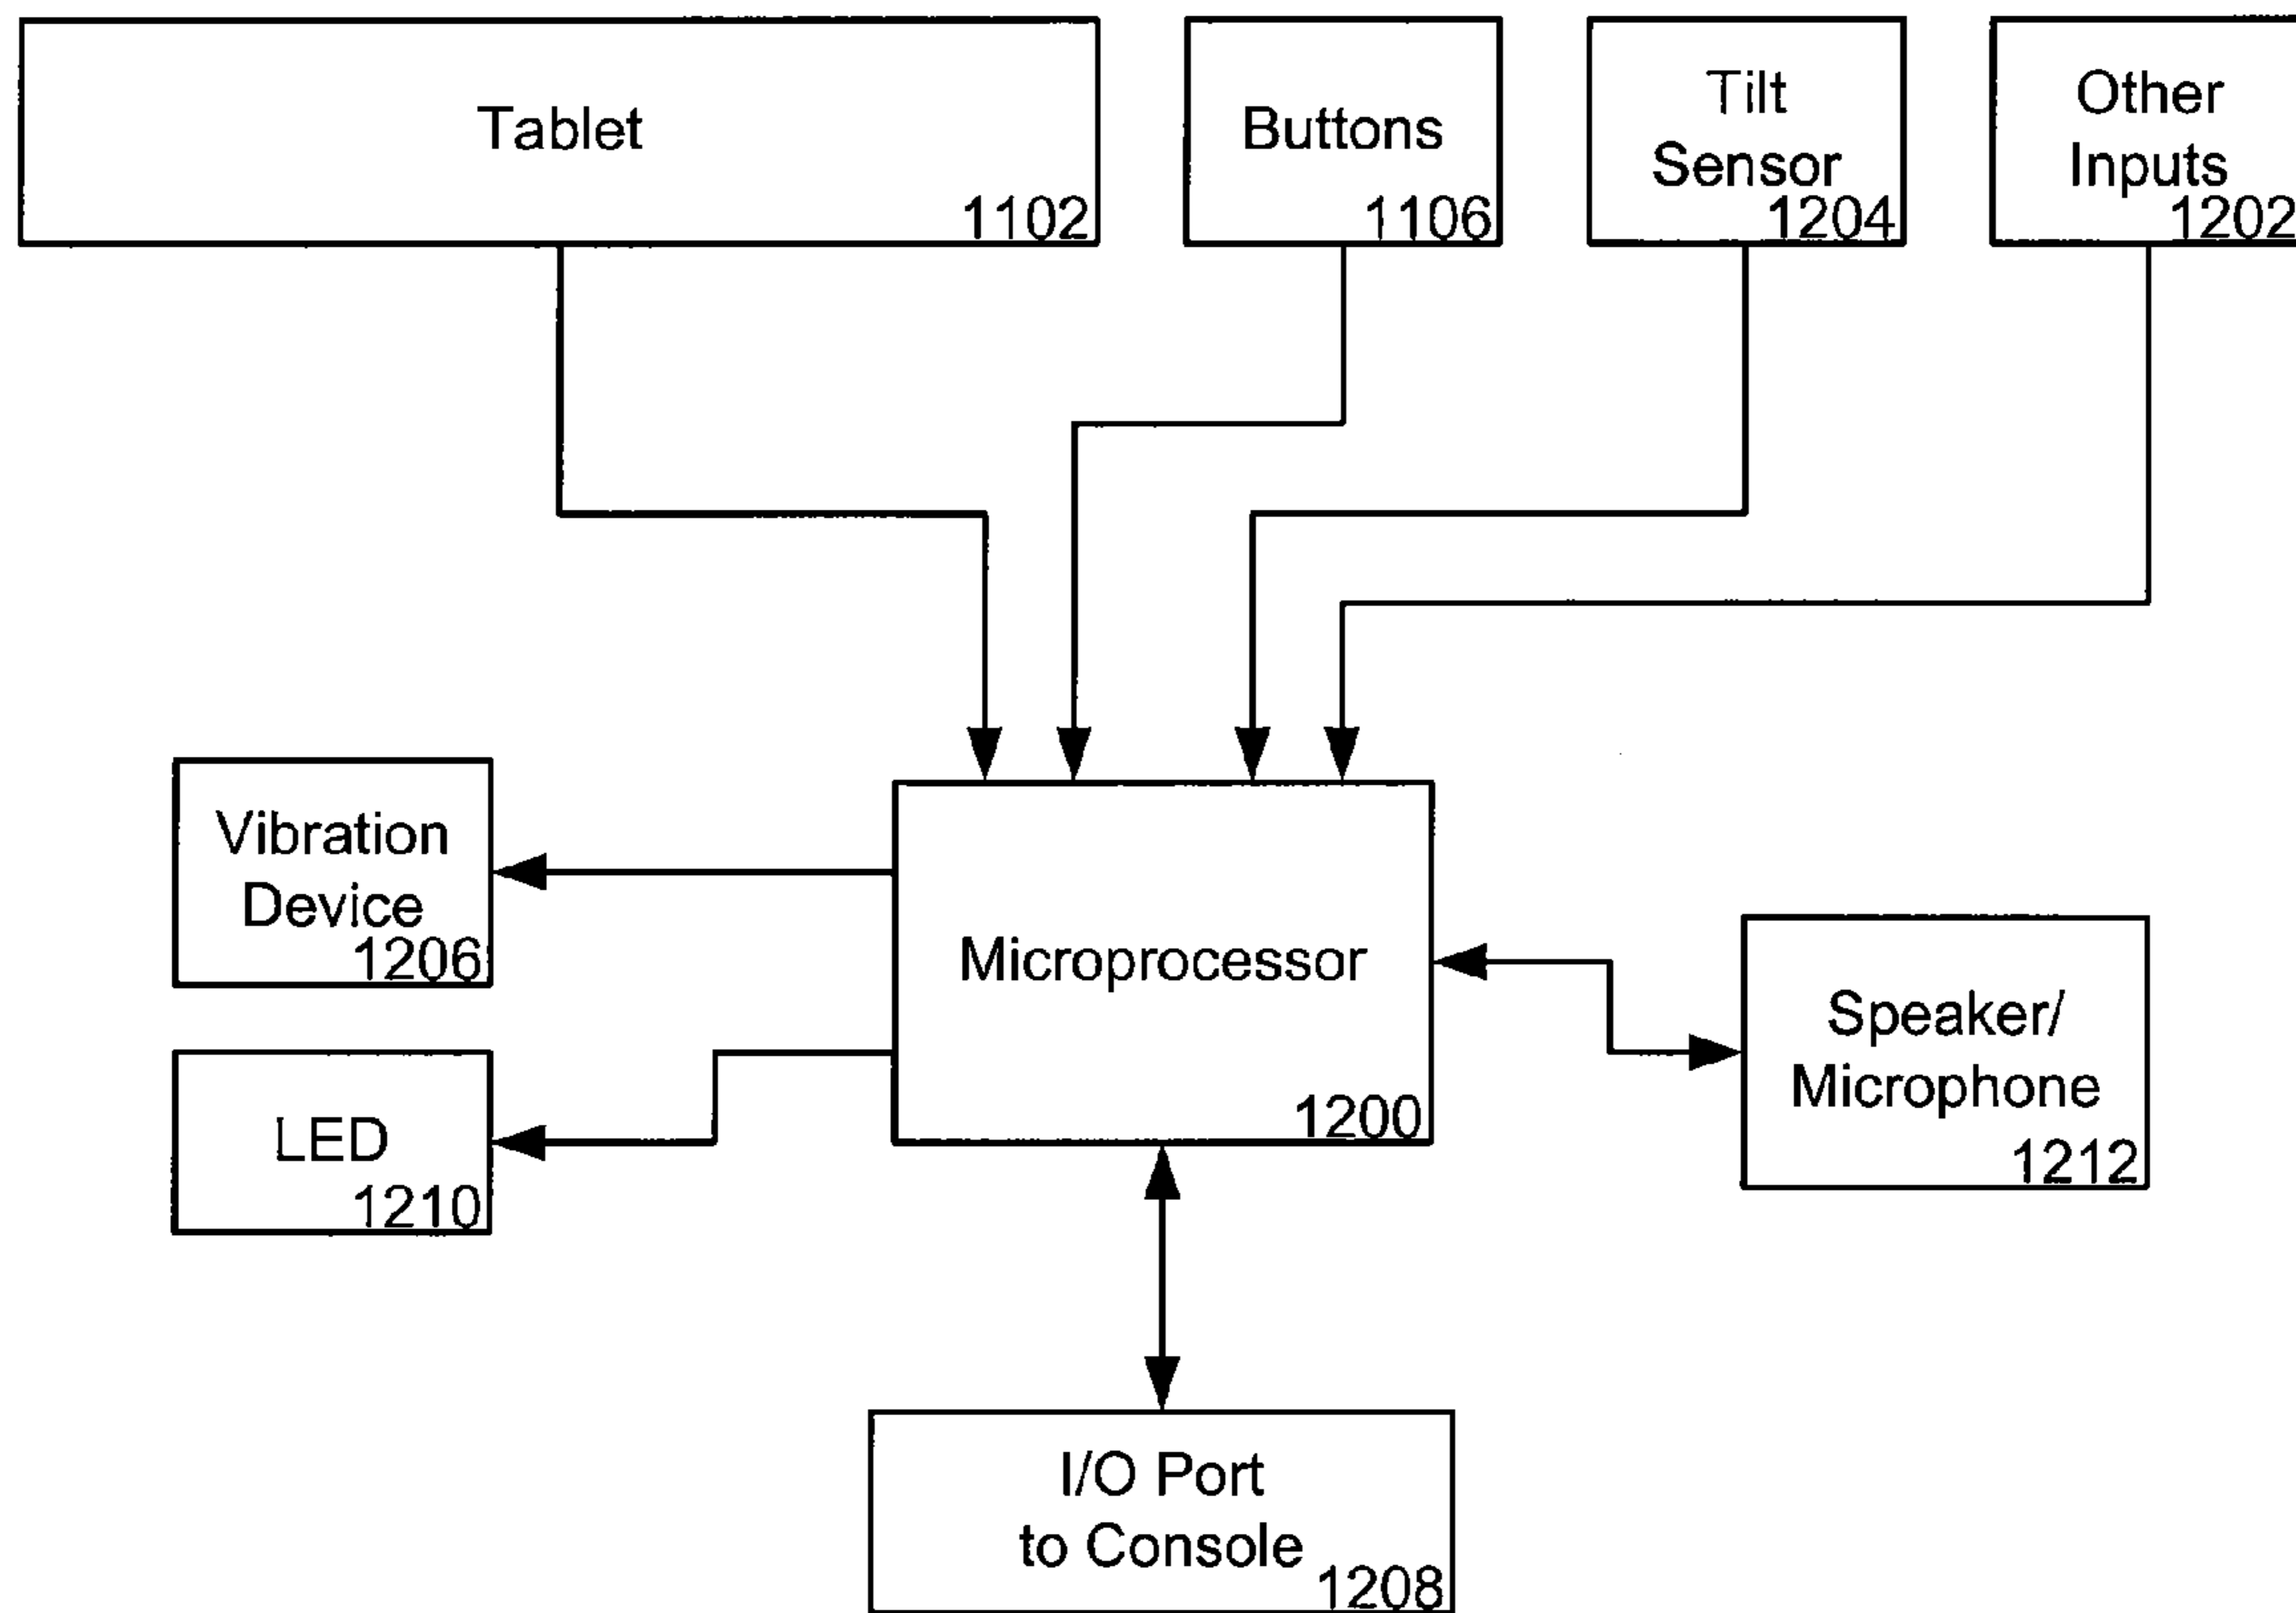 Tablet
1102
Buttons
1106
Tilt
Sensor
1204
Other
Inputs
1202
Vibration
Device
1206
Microprocessor
1200
LED
1210
Speaker/
Microphone
1212
I/O Port
to Console
1208